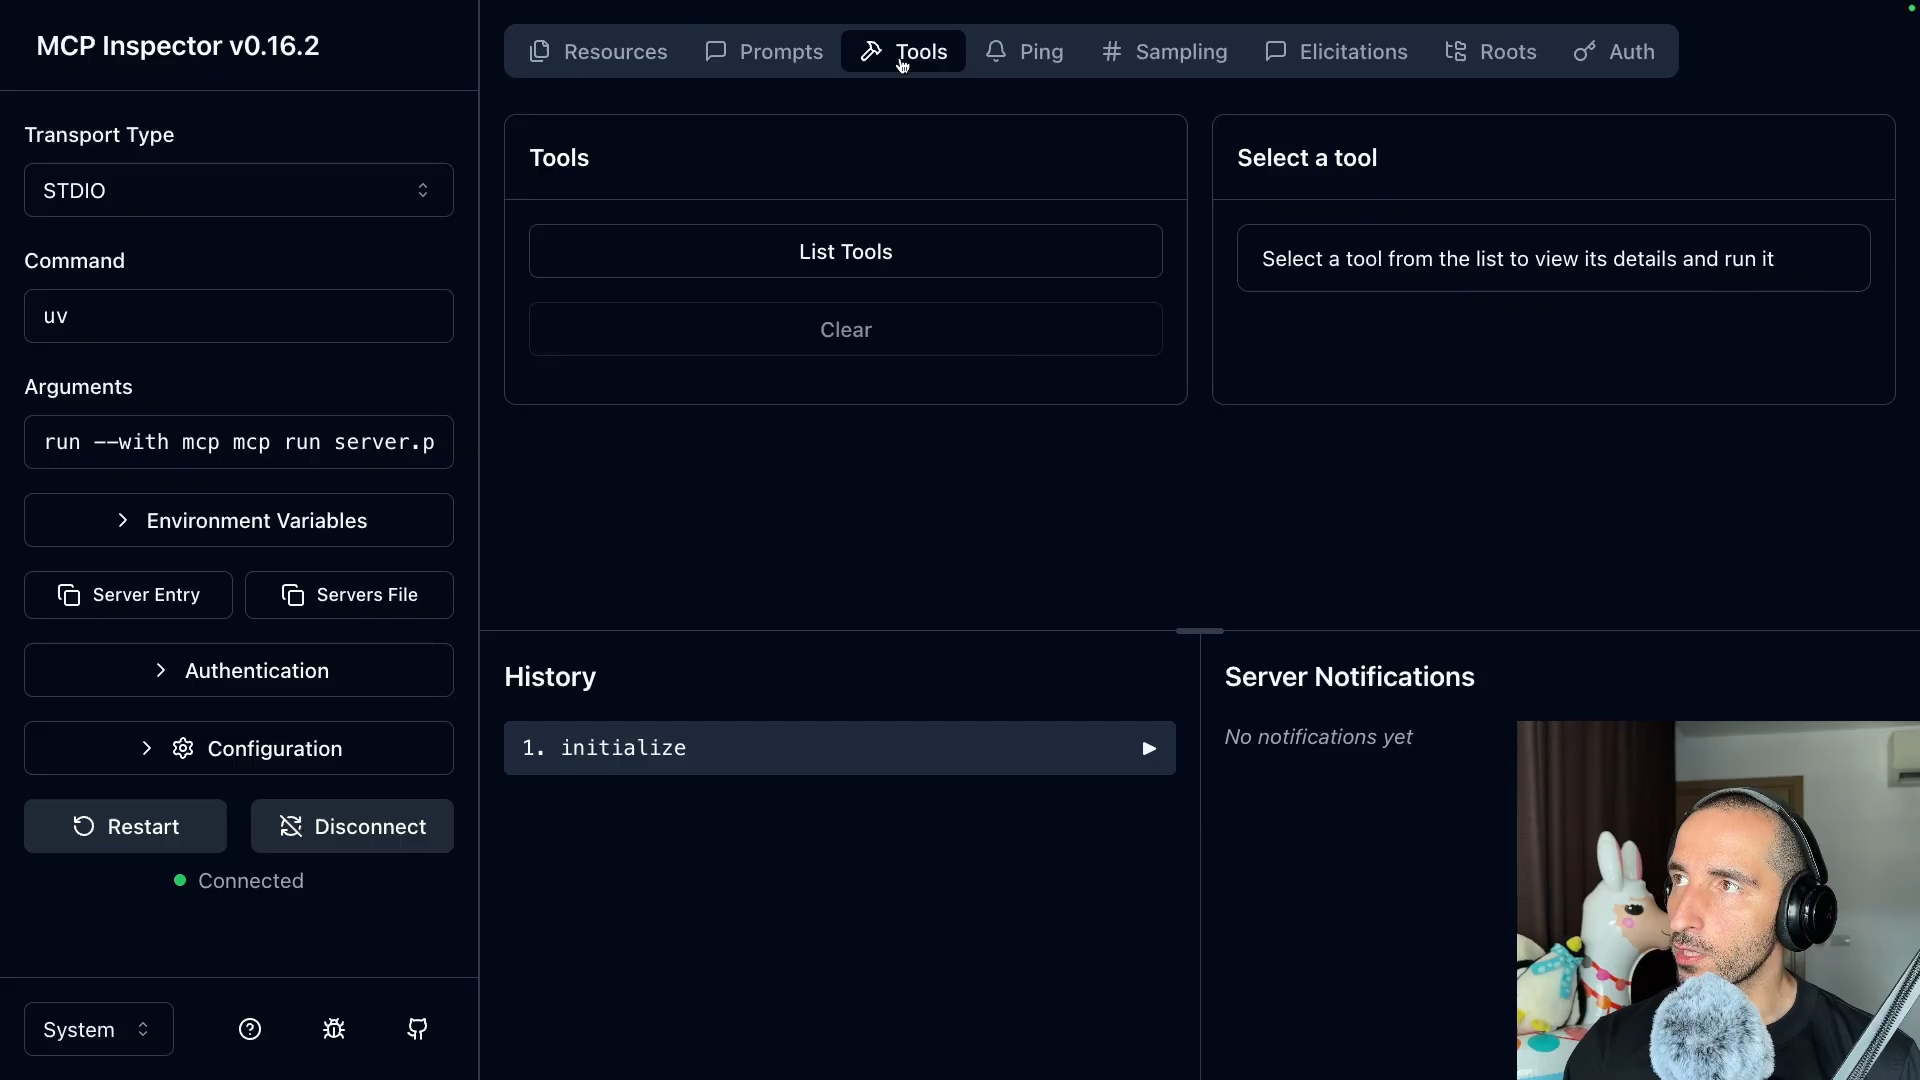 MCP Inspector v0.16.2
Transport Type
STDIO
Command
uv
Arguments
run --with mcp mcp run server.p
Environment Variables
Server Entry
Servers File
Authentication
Configuration
Restart
Disconnect
Connected
System
Resources
Prompts
Tools
Ping
Sampling
Elicitations
Roots
Auth
Tools
List Tools
Clear
Select a tool
Select a tool from the list to view its details and run it
History
1. initialize
Server Notifications
No notifications yet